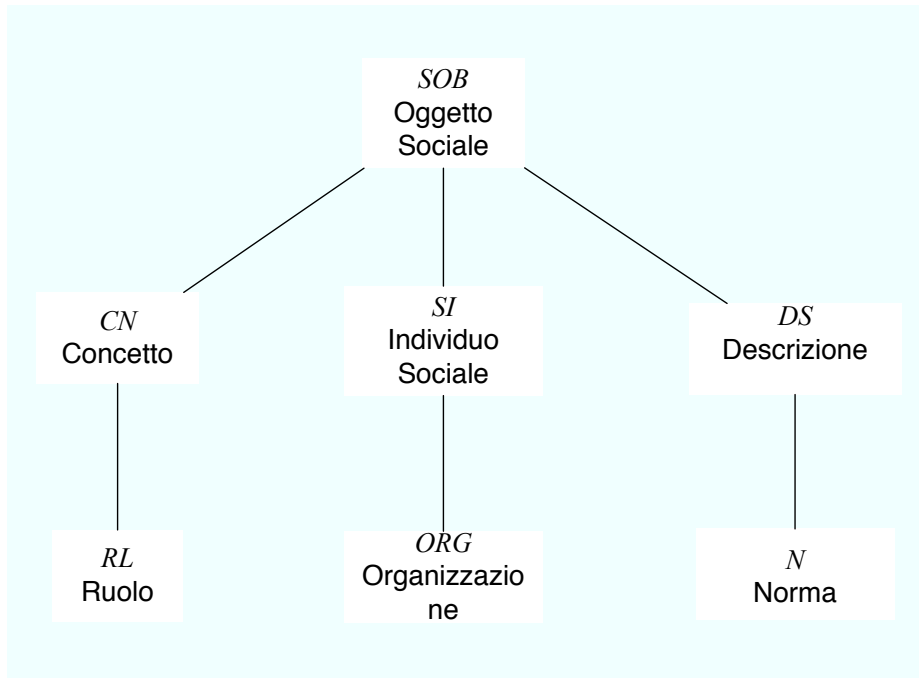 SOB
Oggetto
Sociale
CN
Concetto
SI
Individuo
Sociale
DS
Descrizione
RL
Ruolo
ORG
Organizzazio
ne
N
Norma